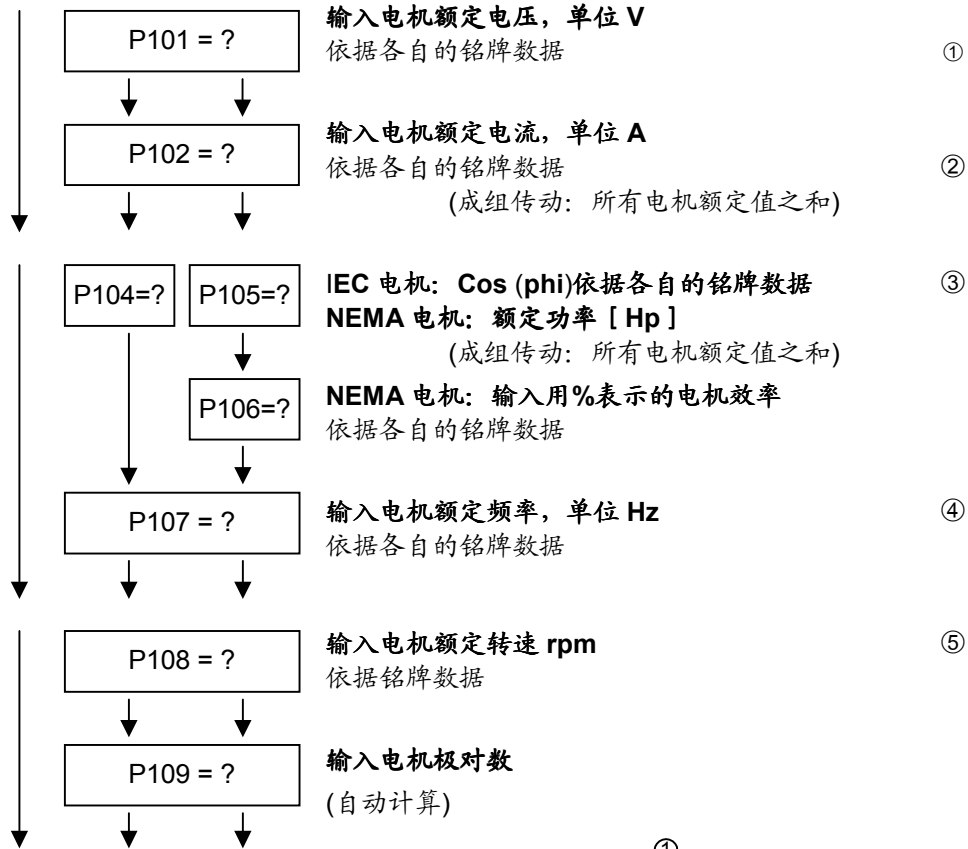 P101 = ?
输入电机额定电压，单位 V
依据各自的铭牌数据 ①
P102 = ?
输入电机额定电流，单位 A
依据各自的铭牌数据 ②
(成组传动：所有电机额定值之和)
P104=? P105=?
IEC 电机：Cos (phi)依据各自的铭牌数据 ③
NEMA 电机：额定功率［Hp］
(成组传动：所有电机额定值之和)
P106=?
NEMA 电机：输入用%表示的电机效率
依据各自的铭牌数据
P107 = ?
输入电机额定频率，单位 Hz ④
依据各自的铭牌数据
P108 = ?
输入电机额定转速 rpm ⑤
依据铭牌数据
P109 = ?
输入电机极对数
(自动计算)